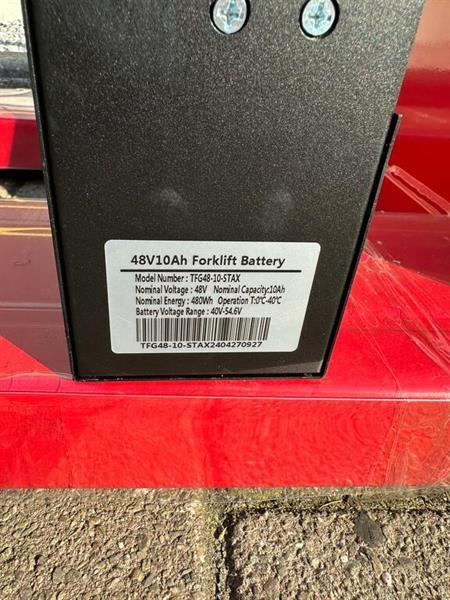 48V10Ah Forklift Battery
Model Number : TFG48-10-STAX
Nominal Voltage : 48V Nominal Capacity:10Ah
Nominal Energy : 480Wh Operation T:0℃-40℃
Battery Voltage Range : 40V-54.6V
TFG48-10-STAX2404270927